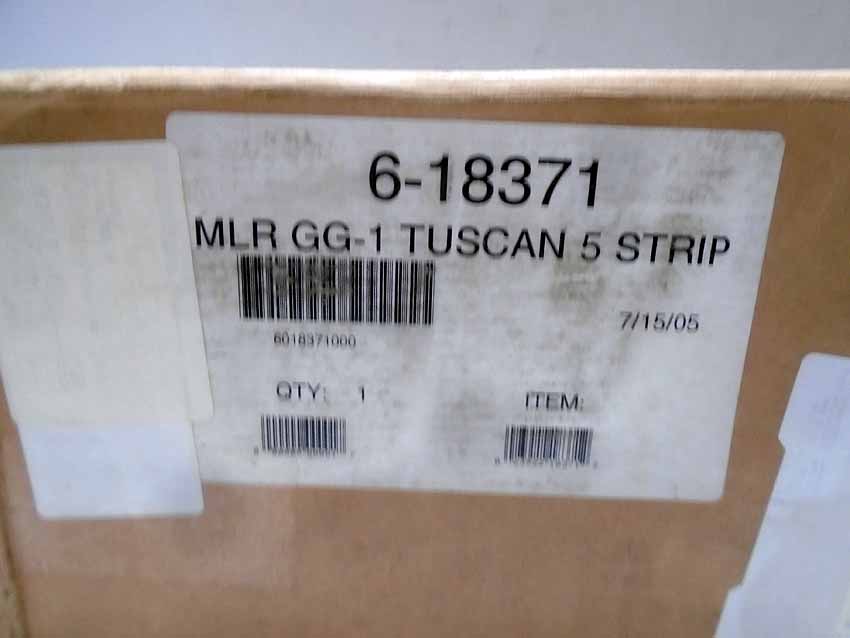 6-18371
MLR GG-1 TUSCAN 5 STRIP
7/15/05
6018371000
QTY: 1
ITEM: